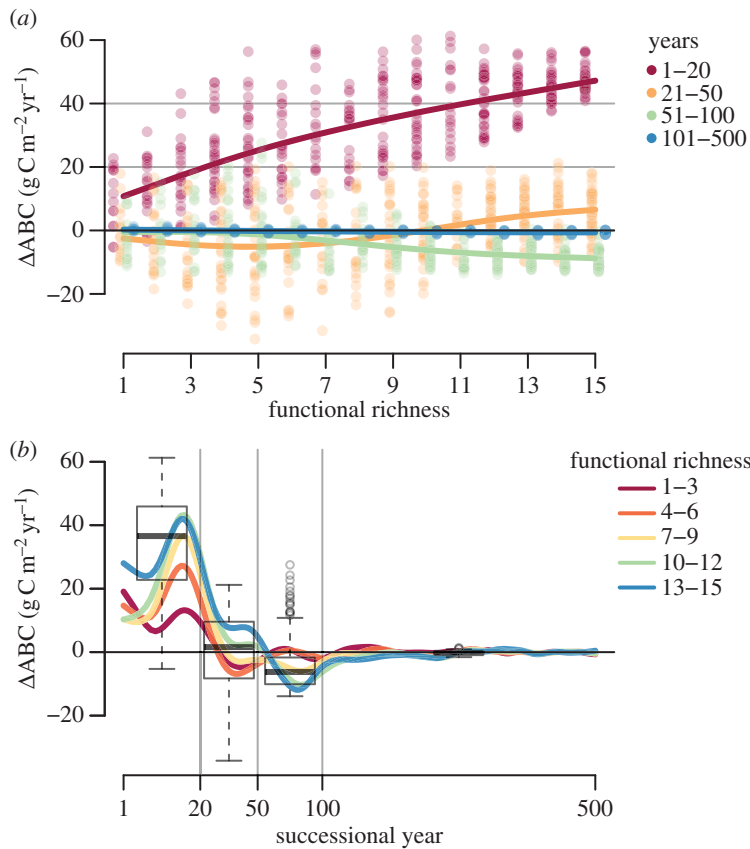 (a)
60
40
20
0
−20
ΔABC (g C m−2 yr−1)
years
1−20
21−50
51−100
101−500
1 3 5 7 9 11 13 15
functional richness
(b)
60
40
20
0
−20
ΔABC (g C m−2 yr−1)
functional richness
1−3
4−6
7−9
10−12
13−15
1 20 50 100 500
successional year